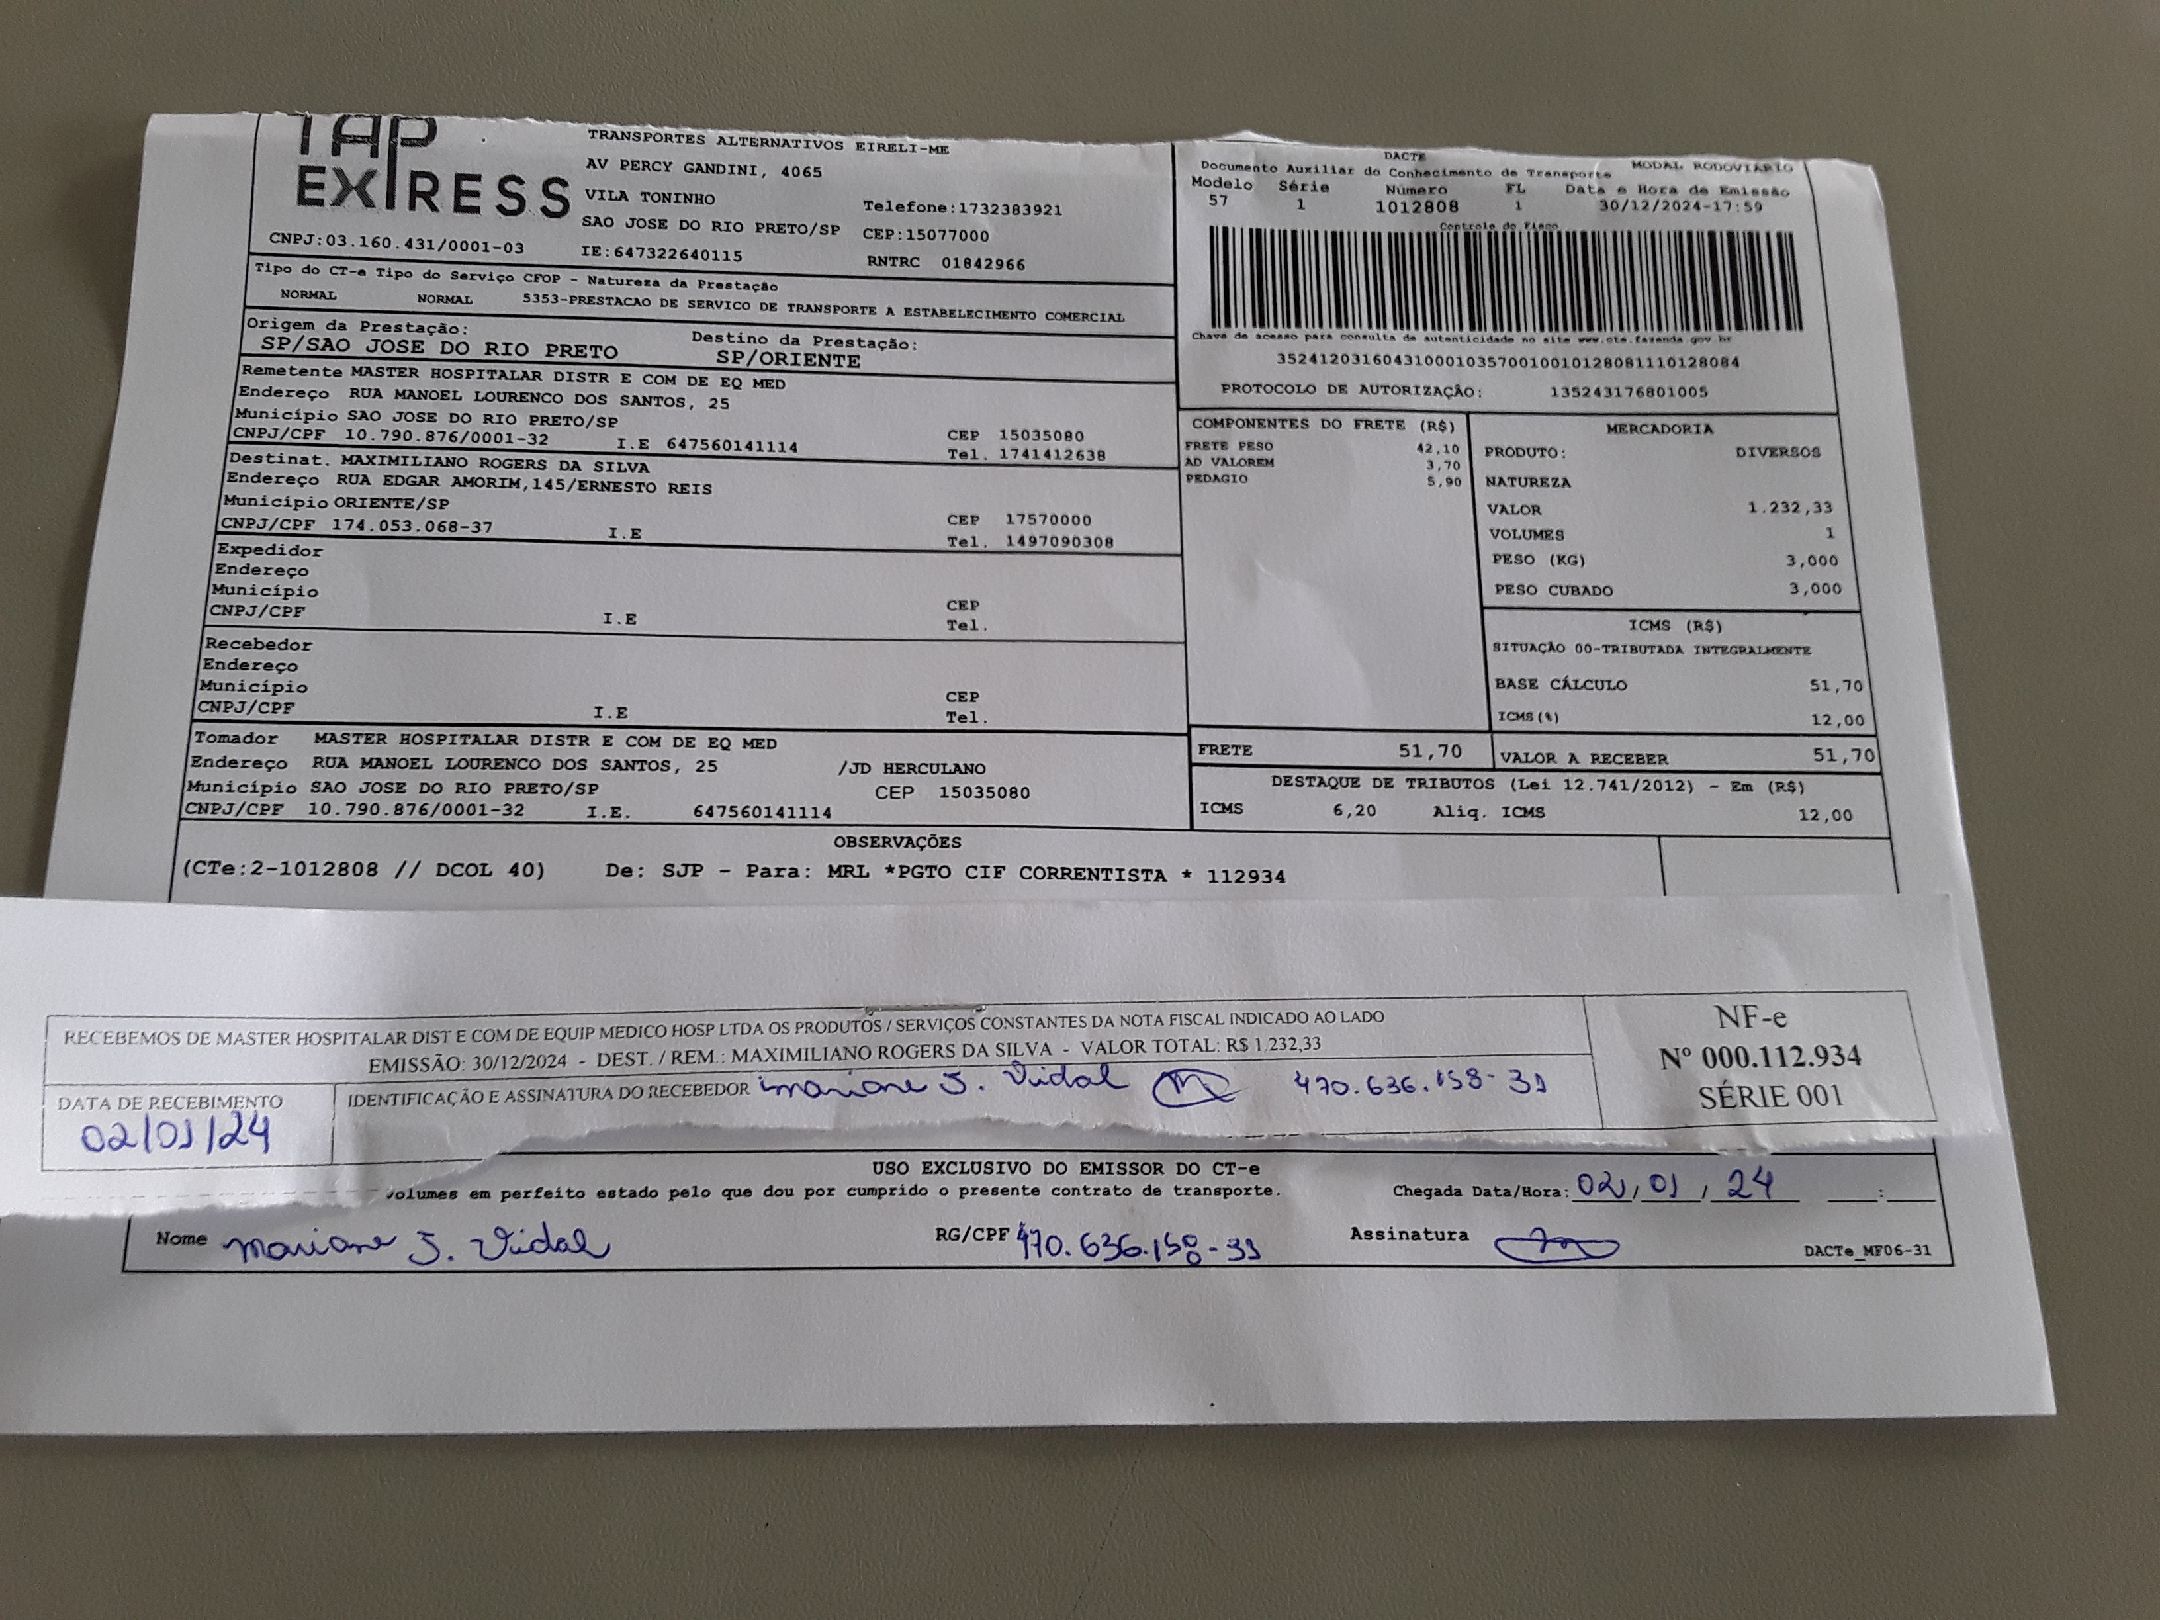 TAP
EXPRESS
TRANSPORTES ALTERNATIVOS EIRELI-ME
AV PERCY GANDINI, 4065
VILA TONINHO
Telefone:1732383921
SAO JOSE DO RIO PRETO/SP CEP:15077000
CNPJ:03.160.431/0001-03 IE:647322640115 RNTRC 01842966
DACTE
Documento Auxiliar do Conhecimento de Transporte MODAL RODOVIÁRIO
Modelo Série Número FL Data e Hora de Emissão
57 1 1012808 1 30/12/2024-17:59
Controle do Fisco
Chave de acesso para consulta de autenticidade no site www.cte.fazenda.gov.br
35241203160431000103570010010128081110128084
PROTOCOLO DE AUTORIZAÇÃO: 135243176801005
Tipo do CT-e Tipo do Serviço CFOP - Natureza da Prestação
NORMAL NORMAL 5353-PRESTACAO DE SERVICO DE TRANSPORTE A ESTABELECIMENTO COMERCIAL
Origem da Prestação: Destino da Prestação:
SP/SAO JOSE DO RIO PRETO SP/ORIENTE
Remetente MASTER HOSPITALAR DISTR E COM DE EQ MED
Endereço RUA MANOEL LOURENCO DOS SANTOS, 25
Município SAO JOSE DO RIO PRETO/SP CEP 15035080
CNPJ/CPF 10.790.876/0001-32 I.E 647560141114 Tel. 1741412638
Destinat. MAXIMILIANO ROGERS DA SILVA
Endereço RUA EDGAR AMORIM,145/ERNESTO REIS
Município ORIENTE/SP CEP 17570000
CNPJ/CPF 174.053.068-37 I.E Tel. 1497090308
Expedidor
Endereço
Município CEP
CNPJ/CPF I.E Tel.
Recebedor
Endereço
Município CEP
CNPJ/CPF I.E Tel.
Tomador MASTER HOSPITALAR DISTR E COM DE EQ MED
Endereço RUA MANOEL LOURENCO DOS SANTOS, 25 /JD HERCULANO
Município SAO JOSE DO RIO PRETO/SP CEP 15035080
CNPJ/CPF 10.790.876/0001-32 I.E. 647560141114
COMPONENTES DO FRETE (R$)
FRETE PESO 42,10
AD VALOREM 3,70
PEDAGIO 5,90
MERCADORIA
PRODUTO: DIVERSOS
NATUREZA
VALOR 1.232,33
VOLUMES 1
PESO (KG) 3,000
PESO CUBADO 3,000
ICMS (R$)
SITUAÇÃO 00-TRIBUTADA INTEGRALMENTE
BASE CÁLCULO 51,70
ICMS(%) 12,00
FRETE 51,70 VALOR A RECEBER 51,70
DESTAQUE DE TRIBUTOS (Lei 12.741/2012) - Em (R$)
ICMS 6,20 Aliq. ICMS 12,00
OBSERVAÇÕES
(CTe:2-1012808 // DCOL 40) De: SJP - Para: MRL *PGTO CIF CORRENTISTA * 112934
RECEBEMOS DE MASTER HOSPITALAR DIST E COM DE EQUIP MEDICO HOSP LTDA OS PRODUTOS / SERVIÇOS CONSTANTES DA NOTA FISCAL INDICADO AO LADO
EMISSÃO: 30/12/2024 - DEST. / REM.: MAXIMILIANO ROGERS DA SILVA - VALOR TOTAL: R$ 1.232,33
NF-e
Nº 000.112.934
SÉRIE 001
DATA DE RECEBIMENTO
02/01/24
IDENTIFICAÇÃO E ASSINATURA DO RECEBEDOR Mariane J. Vidal 470.636.158-31
USO EXCLUSIVO DO EMISSOR DO CT-e
volumes em perfeito estado pelo que dou por cumprido o presente contrato de transporte. Chegada Data/Hora: 02/01/24 __:__
Nome Mariane J. Vidal RG/CPF 470.636.158-31 Assinatura
DACTe_MF06-31